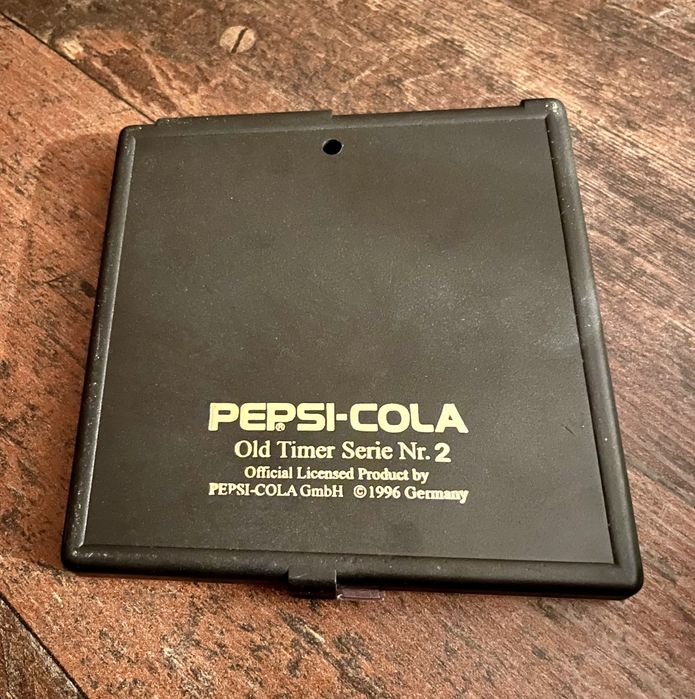 PEPSI-COLA®
Old Timer Serie Nr. 2
Official Licensed Product by
PEPSI-COLA GmbH ©1996 Germany